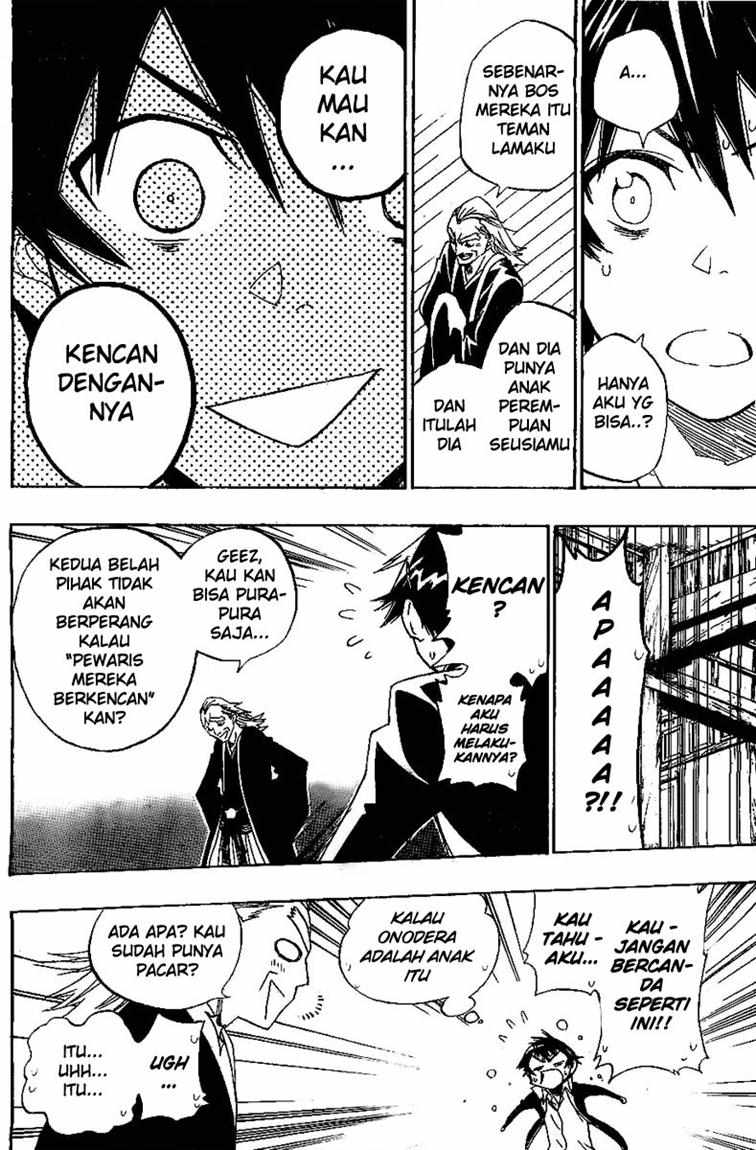 A...
HANYA
AKU YG
BISA..?
SEBENAR-
NYA BOS
MEREKA ITU
TEMAN
LAMAKU
DAN DIA
PUNYA
ANAK
PEREM-
PUAN
SEUSIAMU
DAN
ITULAH
DIA
KAU
MAU
KAN
...
KENCAN
DENGAN-
NYA
APAAAAAA?!!
KENCAN
?
KENAPA
AKU
HARUS
MELAKU-
KANNYA?
GEEZ,
KAU KAN
BISA PURA-
PURA
SAJA...
KEDUA BELAH
PIHAK TIDAK
AKAN
BERPERANG
KALAU
“PEWARIS
MEREKA
BERKENCAN”
KAN?
KAU -
JANGAN
BERCAN-
DA
SEPERTI
INI!!
KAU
TAHU -
AKU...
KALAU
ONODERA
ADALAH ANAK
ITU
ADA APA? KAU
SUDAH PUNYA
PACAR?
UGH
...
ITU...
UHH...
ITU...